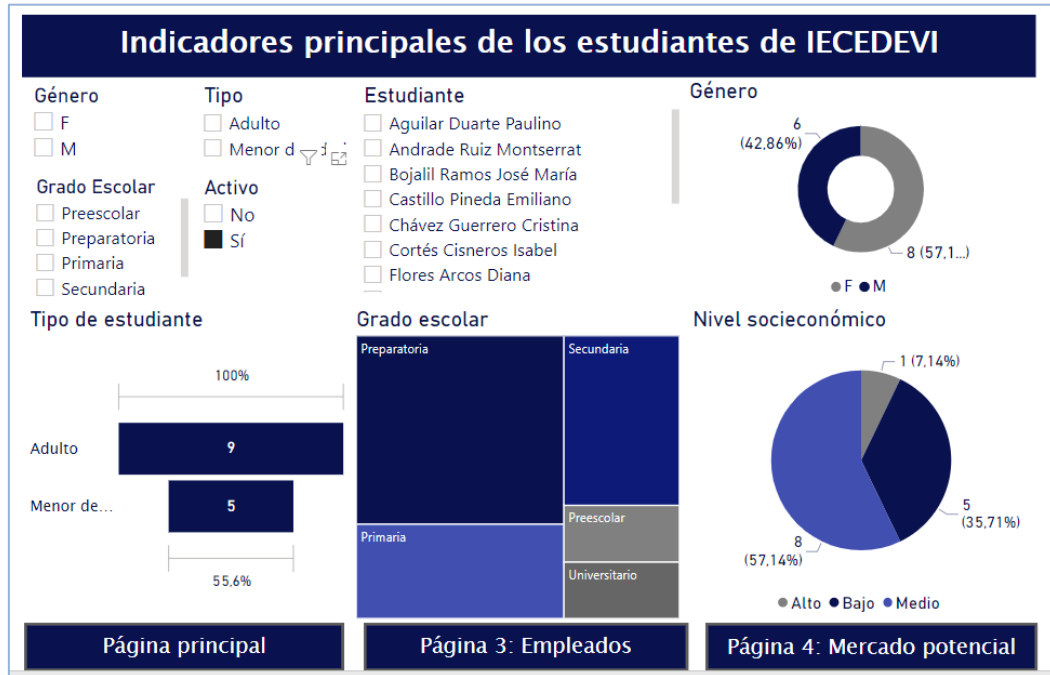 Indicadores principales de los estudiantes de IECEDEVI
Género
F
M
Tipo
Adulto
Menor d
Estudiante
Aguilar Duarte Paulino
Andrade Ruiz Montserrat
Bojalil Ramos José María
Castillo Pineda Emiliano
Chávez Guerrero Cristina
Cortés Cisneros Isabel
Flores Arcos Diana
Grado Escolar
Preescolar
Preparatoria
Primaria
Secundaria
Activo
No
Sí
Género
6
(42,86%)
8 (57,1...)
F M
Tipo de estudiante
100%
Adulto
9
Menor de...
5
55,6%
Grado escolar
Preparatoria
Secundaria
Primaria
Preescolar
Universitario
Nivel socieconómico
1 (7,14%)
5
(35,71%)
8
(57,14%)
Alto Bajo Medio
Página principal
Página 3: Empleados
Página 4: Mercado potencial